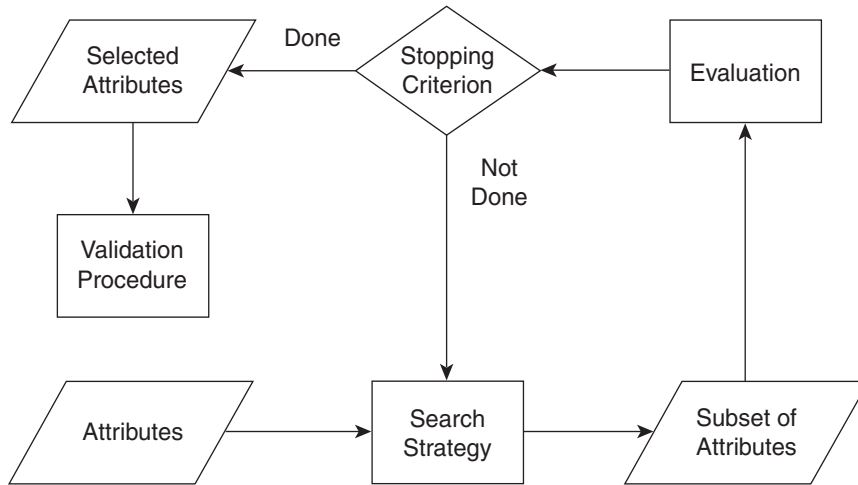 Selected
Attributes
Done
Stopping
Criterion
Evaluation
Not
Done
Validation
Procedure
Attributes
Search
Strategy
Subset of
Attributes